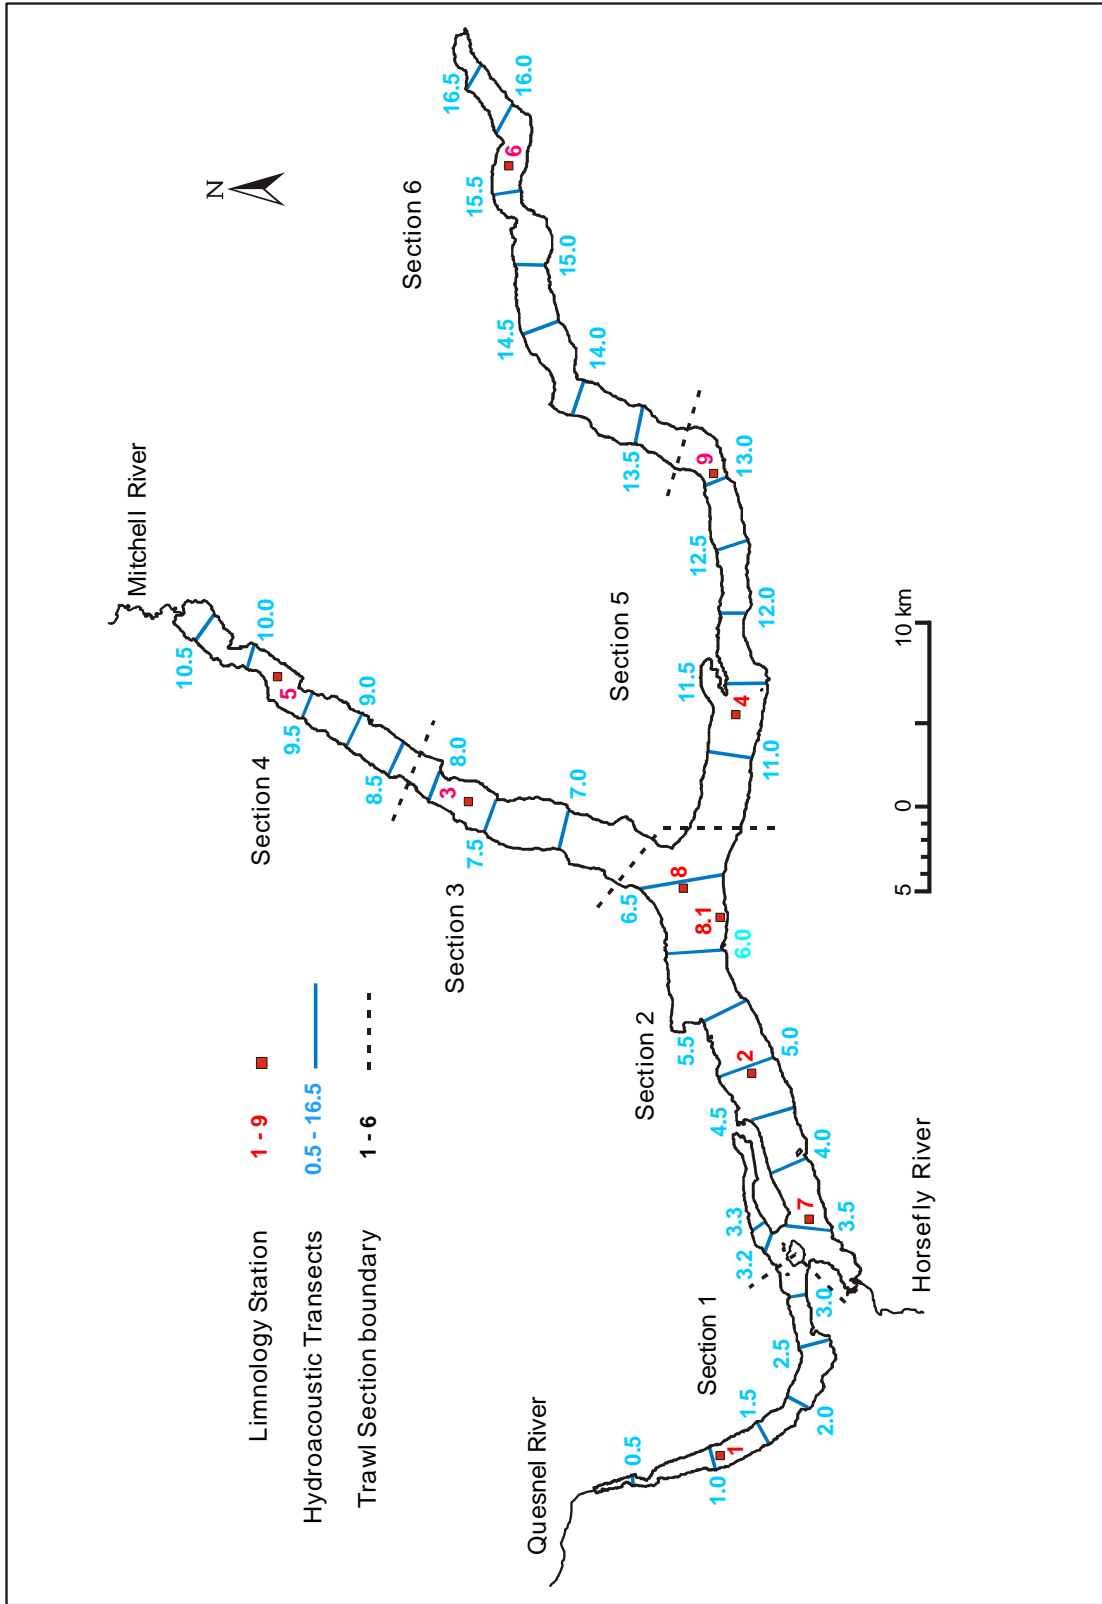 N
Mitchell River
Quesnel River
Horsefly River
Limnology Station
1 - 9
Hydroacoustic Transects
0.5 - 16.5
Trawl Section boundary
1 - 6
Section 1
Section 2
Section 3
Section 4
Section 5
Section 6
0.5
1.0
1
1.5
2.0
2.5
3.0
3.2
3.3
3.5
7
4.0
4.5
2
5.0
5.5
6.0
8.1
8
6.5
7.0
7.5
3
8.0
8.5
9.0
9.5
5
10.0
10.5
11.0
4
11.5
12.0
12.5
9
13.0
13.5
14.0
14.5
15.0
15.5
6
16.0
16.5
5 0 10 km